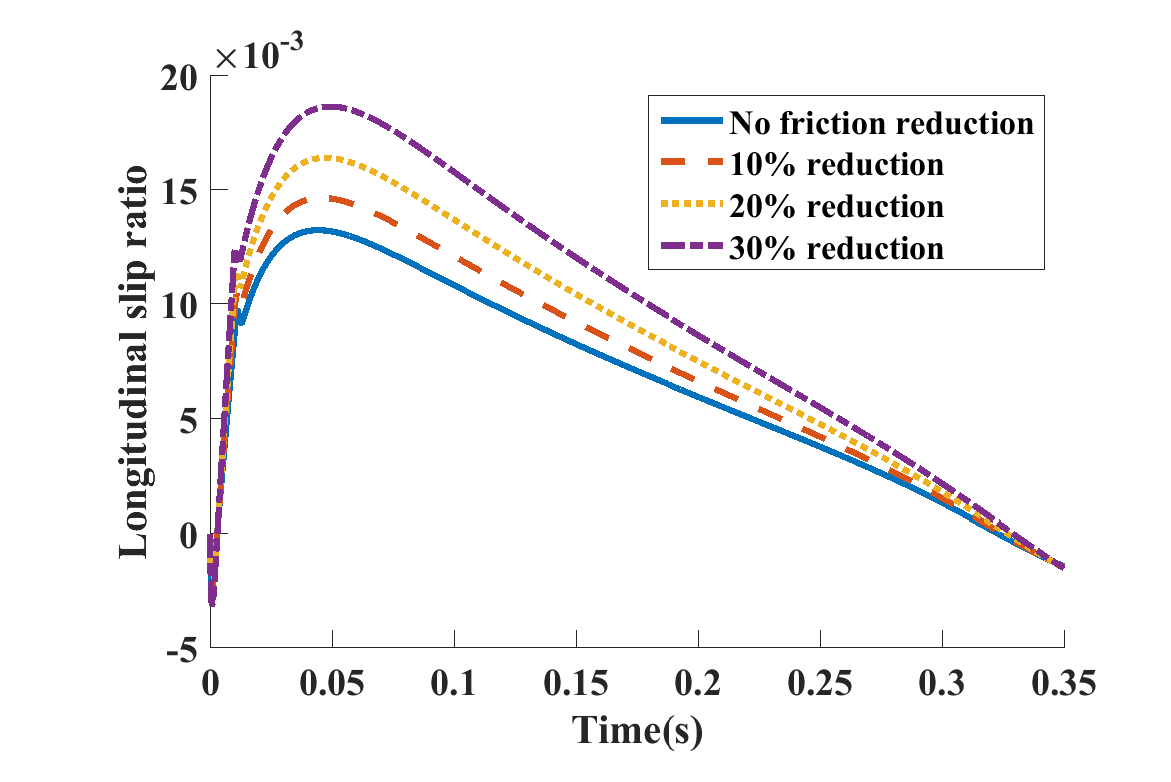 ×10-3
20
15
10
5
0
-5
0 0.05 0.1 0.15 0.2 0.25 0.3 0.35
Time(s)
Longitudinal slip ratio
No friction reduction
10% reduction
20% reduction
30% reduction